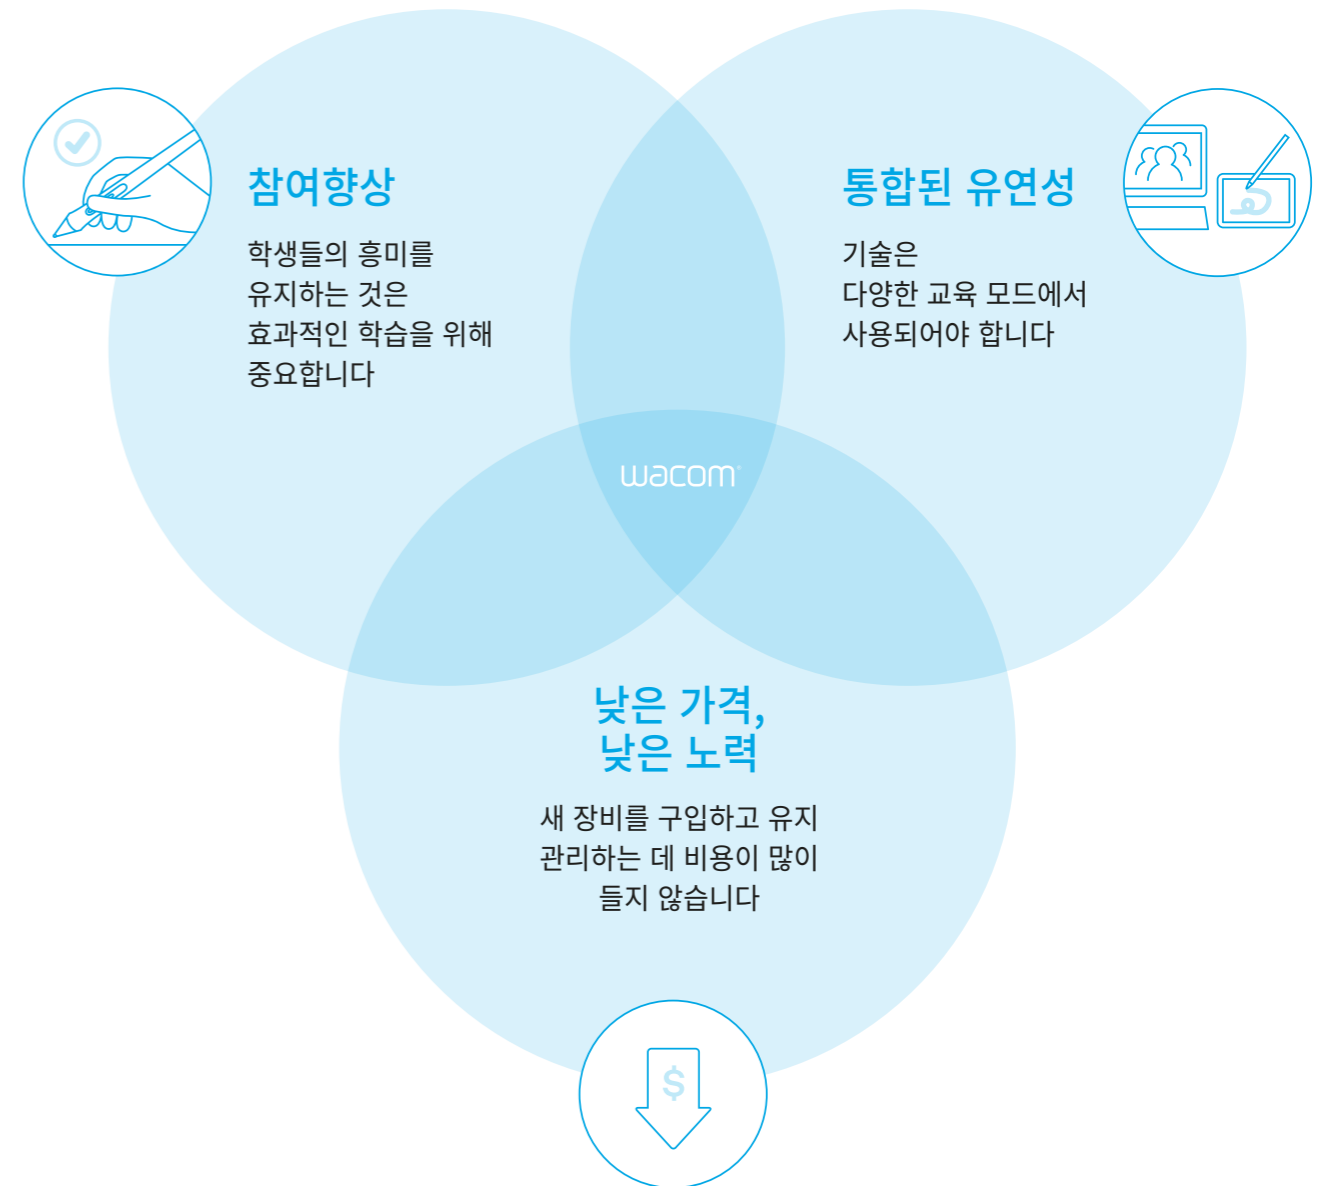 참여향상
학생들의 흥미를
유지하는 것은
효과적인 학습을 위해
중요합니다
통합된 유연성
기술은
다양한 교육 모드에서
사용되어야 합니다
wacom
낮은 가격,
낮은 노력
새 장비를 구입하고 유지
관리하는 데 비용이 많이
들지 않습니다
$